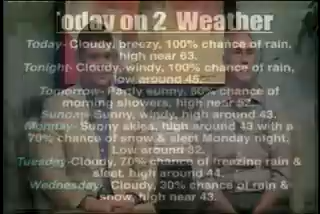 Today on 2 Weather
Today- Cloudy, breezy, 100% chance of rain,
high near 63.
Tonight- Cloudy, windy, 100% chance of rain,
low around 45.
Tomorrow- Partly sunny, 50% chance of
morning showers, high near 52.
Sunday- Sunny, windy, high around 43.
Monday- Sunny skies, high around 43 with a
70% chance of snow & sleet Monday night.
Low around 32.
Tuesday-Cloudy, 70% chance of freezing rain &
sleet, high around 44.
Wednesday- Cloudy, 30% chance of rain &
snow, high near 43.